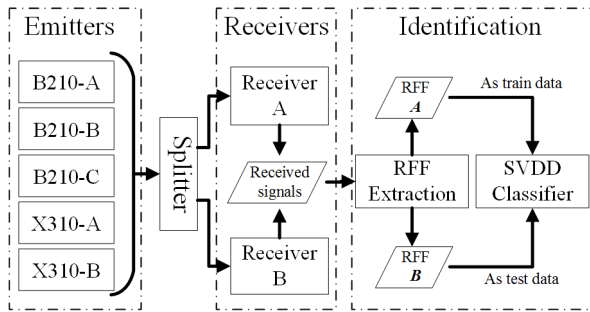 Emitters
B210-A
B210-B
B210-C
X310-A
X310-B
Splitter
Receivers
Receiver
A
Received
signals
Receiver
B
Identification
RFF
A
As train data
RFF
Extraction
SVDD
Classifier
RFF
B
As test data